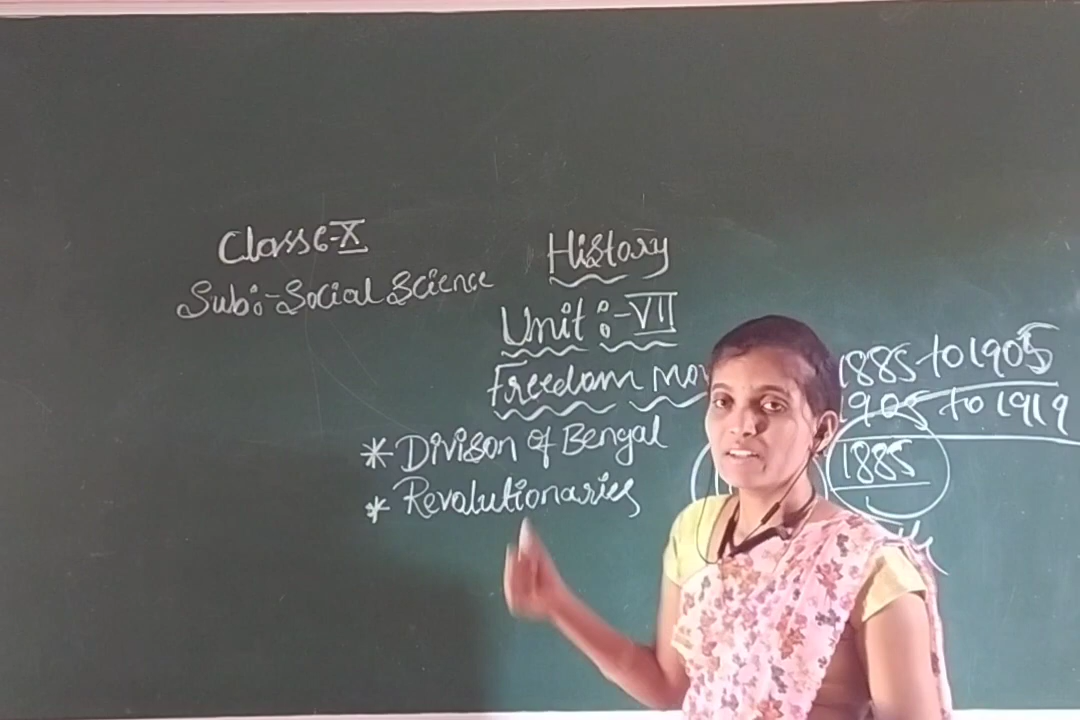 Class:-X
Sub:-Social Science
History
Unit:-VII
Freedom Mov
* Divison of Bengal
* Revolutionaries
1885 to 1905
1905 to 1919
1885